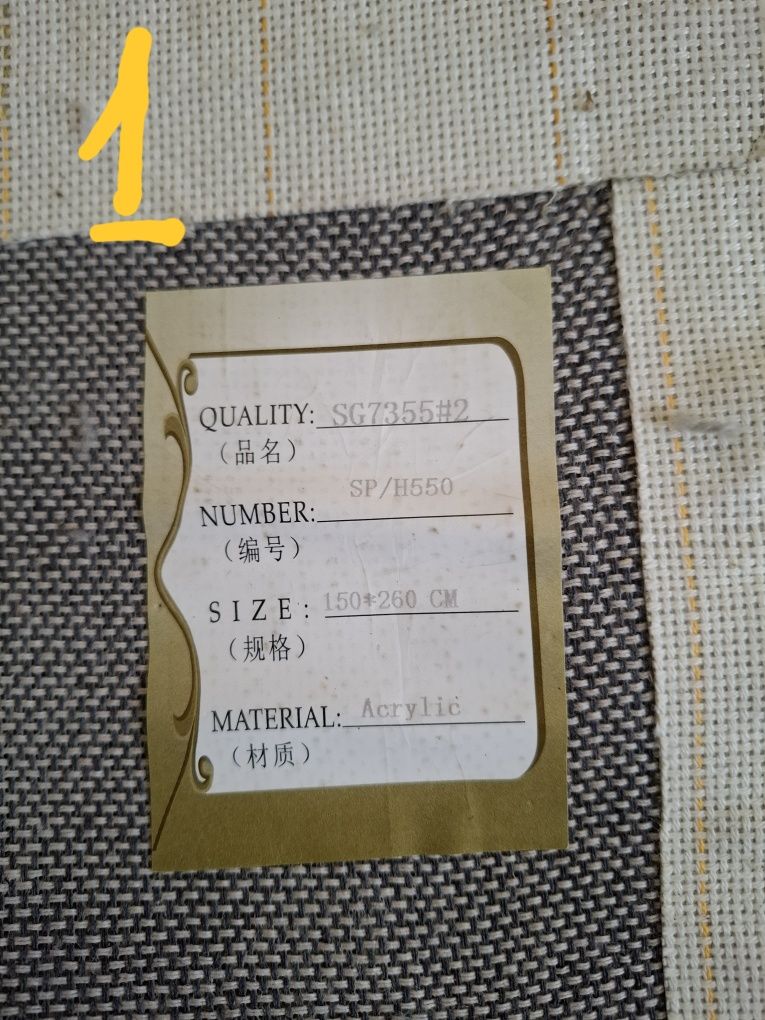 1
QUALITY: SG7355#2
（品名）
SP/H550
NUMBER:
（编号）
SIZE: 150*260 CM
（规格）
MATERIAL: Acrylic
（材质）